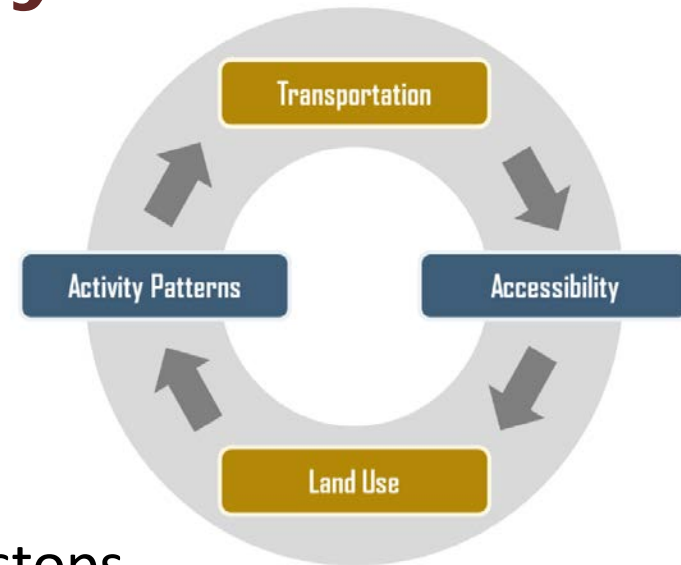 Transportation
Activity Patterns
Accessibility
Land Use